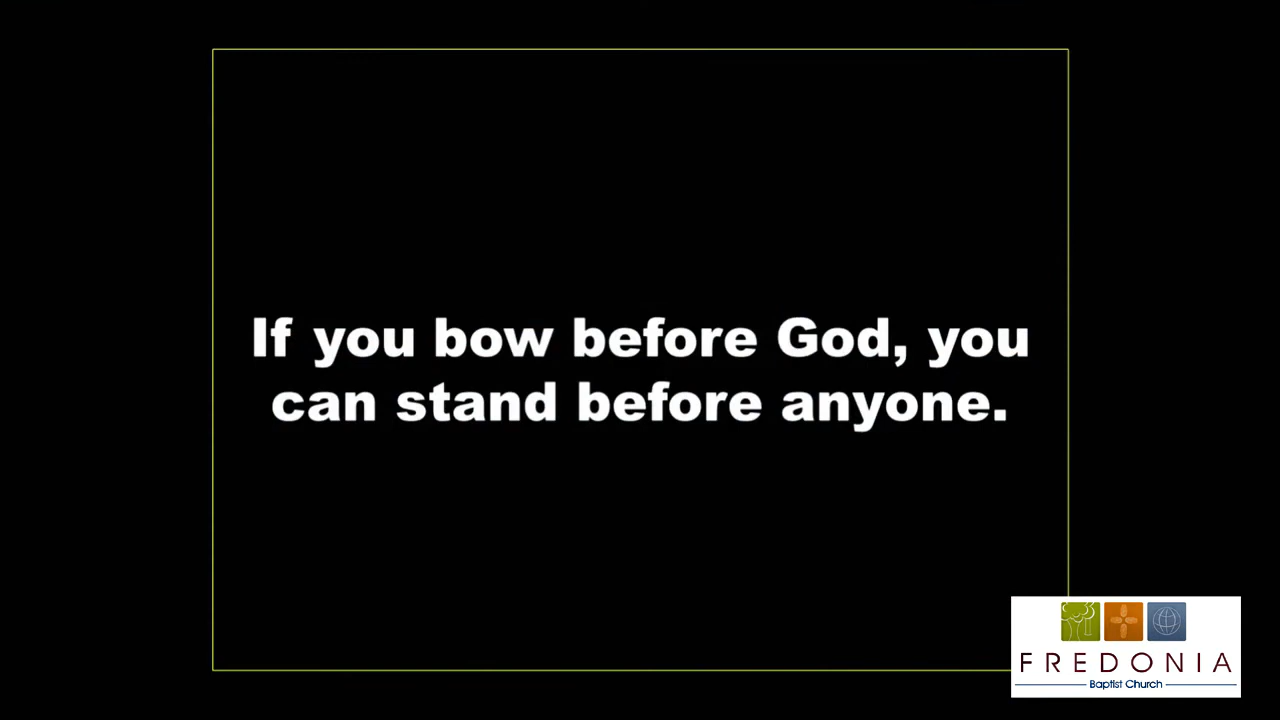 If you bow before God, you
can stand before anyone.
FREDONIA
Baptist Church